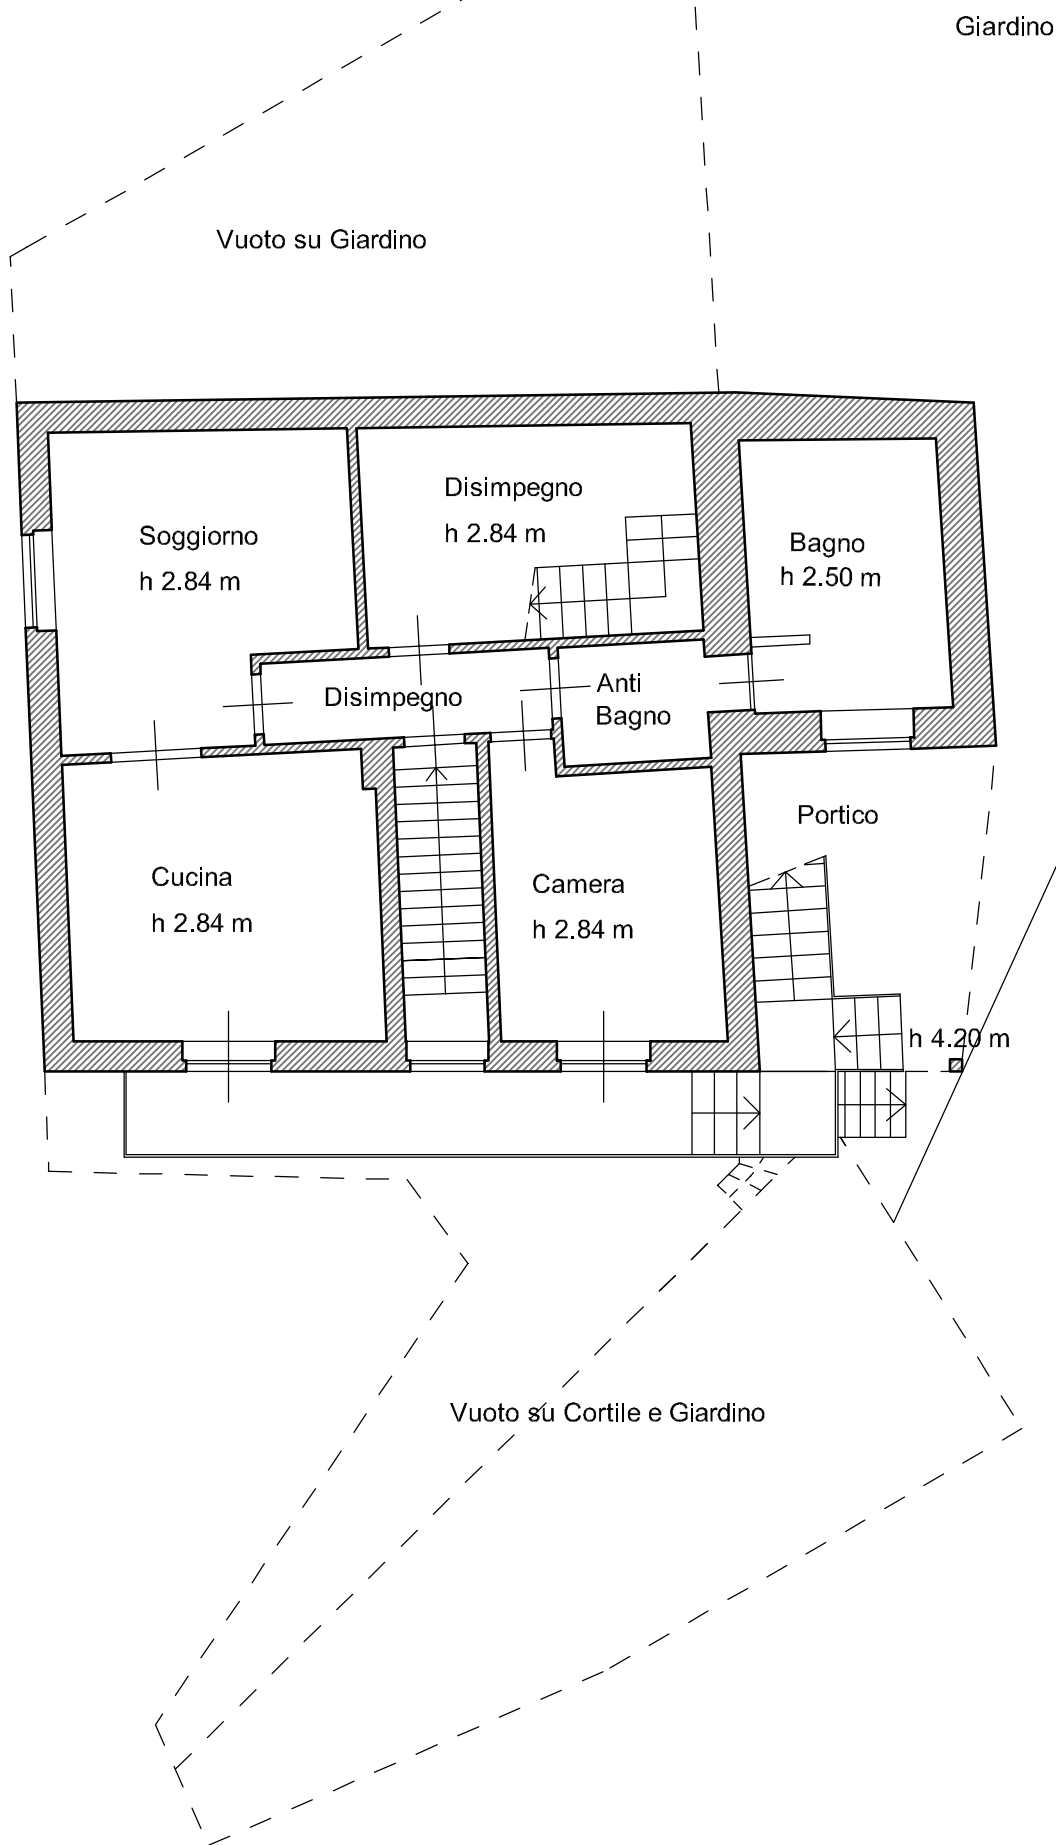 Giardino
Vuoto su Giardino
Disimpegno
h 2.84 m
Soggiorno
h 2.84 m
Bagno
h 2.50 m
Disimpegno
Anti
Bagno
Portico
Cucina
h 2.84 m
Camera
h 2.84 m
h 4.20 m
Vuoto su Cortile e Giardino